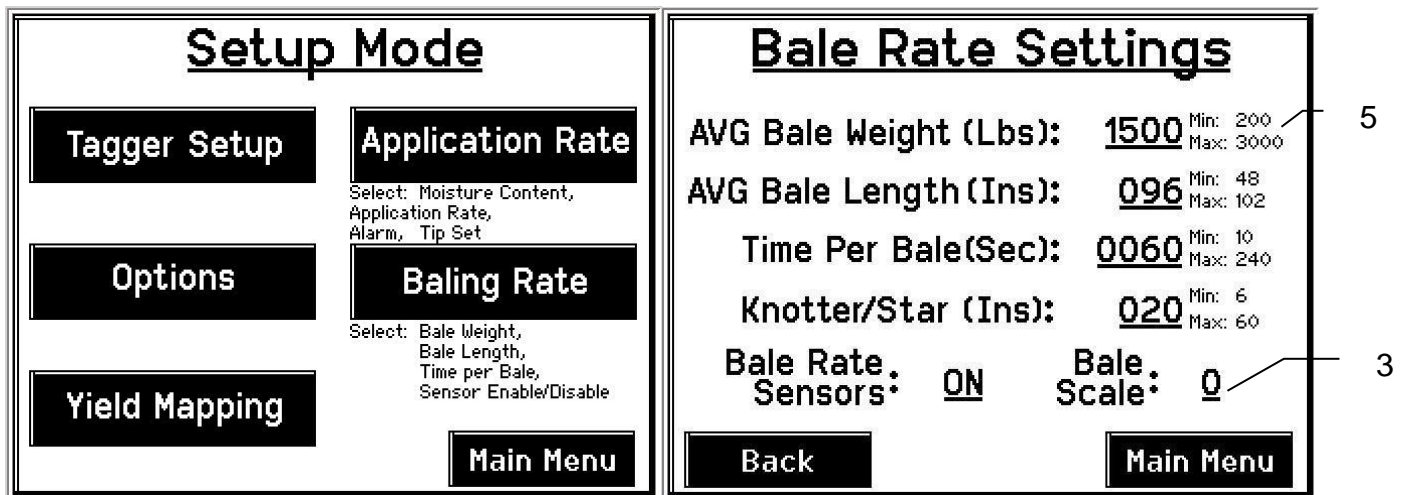 Setup Mode
Tagger Setup
Application Rate
Select: Moisture Content,
Application Rate,
Alarm, Tip Set
Options
Baling Rate
Select: Bale Weight,
Bale Length,
Time per Bale,
Sensor Enable/Disable
Yield Mapping
Main Menu
Bale Rate Settings
AVG Bale Weight (Lbs): 1500 Min: 200
Max: 3000
5
AVG Bale Length (Ins): 096 Min: 48
Max: 102
Time Per Bale(Sec): 0060 Min: 10
Max: 240
Knotter/Star (Ins): 020 Min: 6
Max: 60
Bale Rate
Sensors: ON
Bale
Scale: 0
3
Back
Main Menu